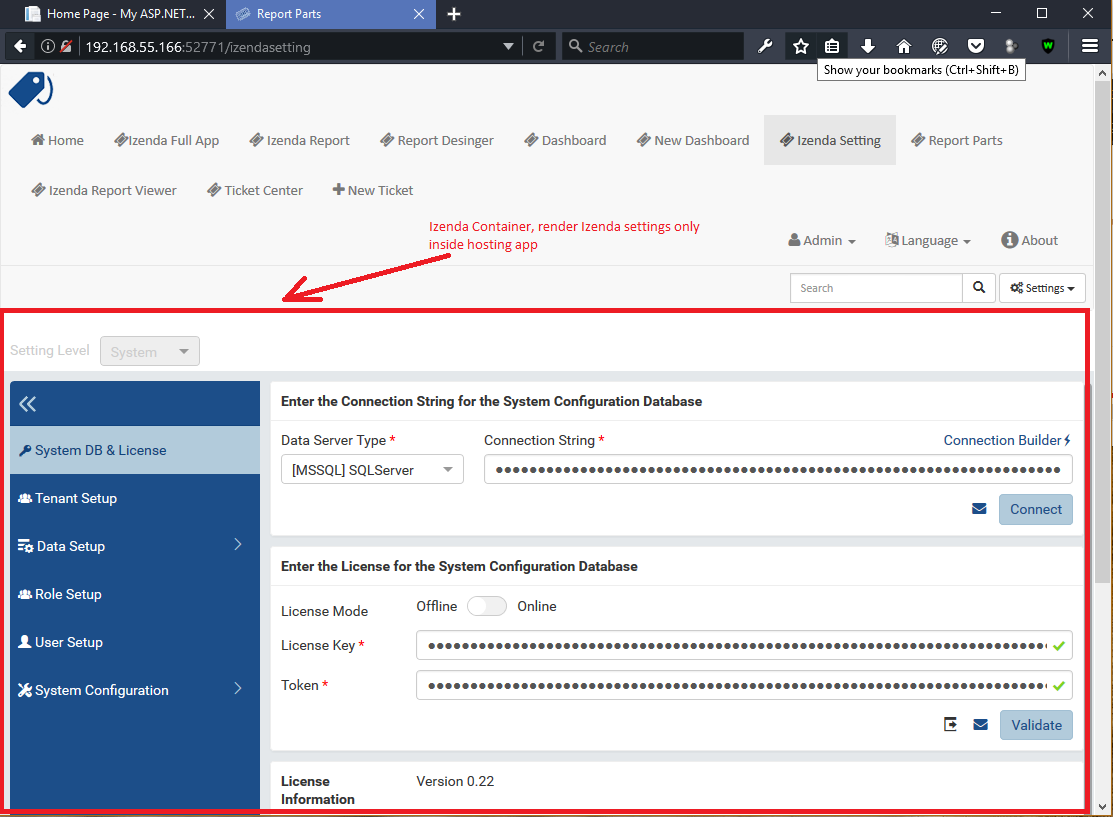 Home Page - My ASP.NET...
Report Parts
192.168.55.166:52771/izendasetting
Search
Show your bookmarks (Ctrl+Shift+B)
Home
Izenda Full App
Izenda Report
Report Desinger
Dashboard
New Dashboard
Izenda Setting
Report Parts
Izenda Report Viewer
Ticket Center
New Ticket
Izenda Container, render Izenda settings only
inside hosting app
Admin
Language
About
Search
Settings
Setting Level
System
System DB & License
Tenant Setup
Data Setup
Role Setup
User Setup
System Configuration
Enter the Connection String for the System Configuration Database
Data Server Type *
Connection String *
Connection Builder
[MSSQL] SQLServer
Connect
Enter the License for the System Configuration Database
License Mode
Offline
Online
License Key *
Token *
Validate
License
Information
Version 0.22